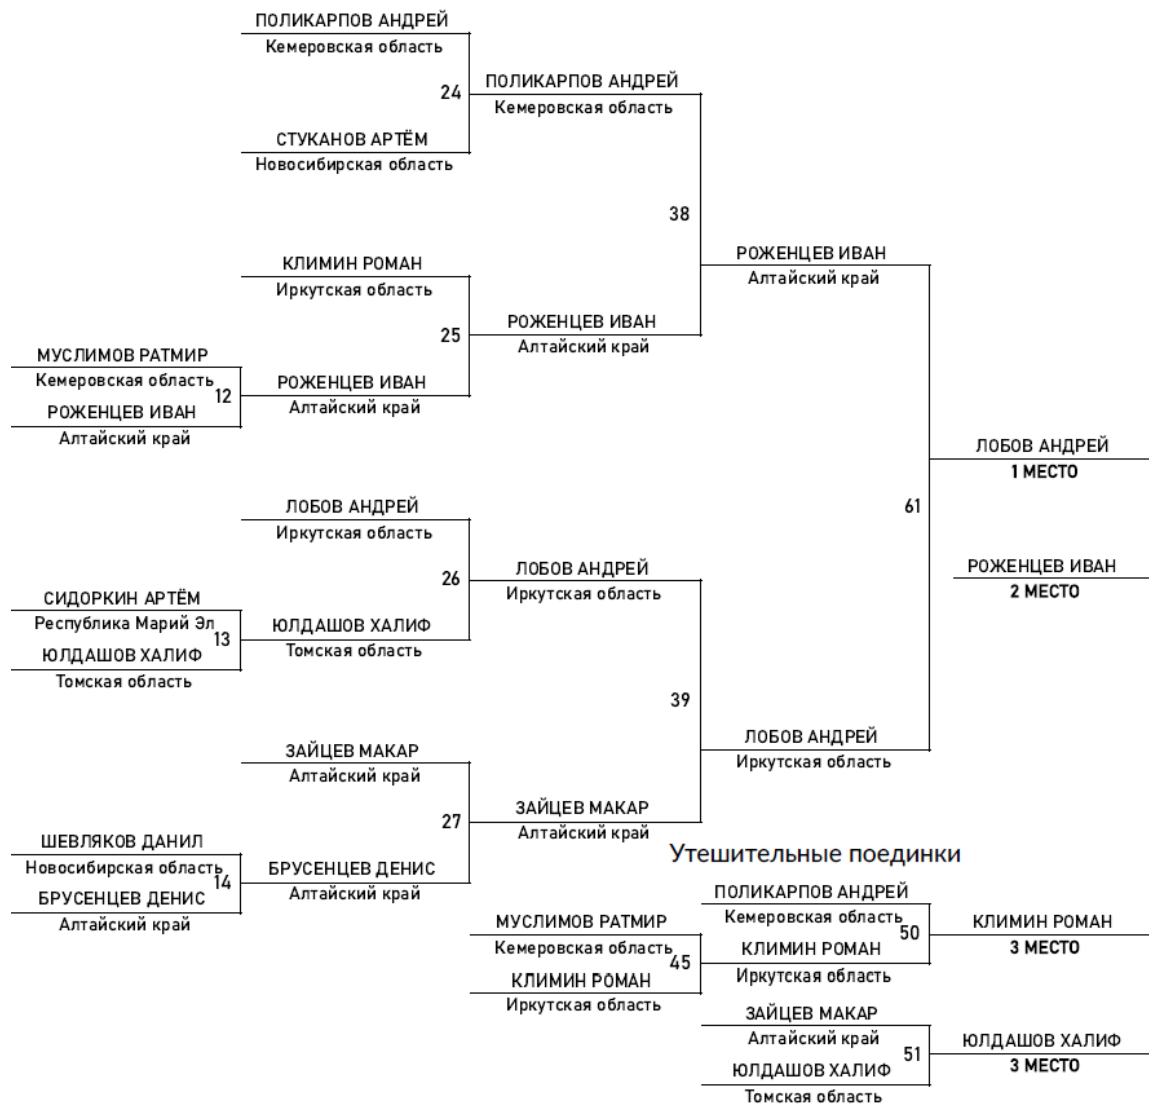 ПОЛИКАРПОВ АНДРЕЙ
Кемеровская область
24
ПОЛИКАРПОВ АНДРЕЙ
Кемеровская область
СТУКАНОВ АРТЁМ
Новосибирская область
38
КЛИМИН РОМАН
Иркутская область
РОЖЕНЦЕВ ИВАН
Алтайский край
25
РОЖЕНЦЕВ ИВАН
Алтайский край
МУСЛИМОВ РАТМИР
Кемеровская область
12
РОЖЕНЦЕВ ИВАН
Алтайский край
РОЖЕНЦЕВ ИВАН
Алтайский край
ЛОБОВ АНДРЕЙ
1 МЕСТО
61
ЛОБОВ АНДРЕЙ
Иркутская область
26
ЛОБОВ АНДРЕЙ
Иркутская область
РОЖЕНЦЕВ ИВАН
2 МЕСТО
СИДОРКИН АРТЁМ
Республика Марий Эл
13
ЮЛДАШОВ ХАЛИФ
Томская область
ЮЛДАШОВ ХАЛИФ
Томская область
39
ЛОБОВ АНДРЕЙ
Иркутская область
ЗАЙЦЕВ МАКАР
Алтайский край
27
ЗАЙЦЕВ МАКАР
Алтайский край
ШЕВЛЯКОВ ДАНИЛ
Новосибирская область
14
БРУСЕНЦЕВ ДЕНИС
Алтайский край
БРУСЕНЦЕВ ДЕНИС
Алтайский край
Утешительные поединки
ПОЛИКАРПОВ АНДРЕЙ
Кемеровская область
50
КЛИМИН РОМАН
3 МЕСТО
МУСЛИМОВ РАТМИР
Кемеровская область
45
КЛИМИН РОМАН
Иркутская область
КЛИМИН РОМАН
Иркутская область
ЗАЙЦЕВ МАКАР
Алтайский край
51
ЮЛДАШОВ ХАЛИФ
3 МЕСТО
ЮЛДАШОВ ХАЛИФ
Томская область